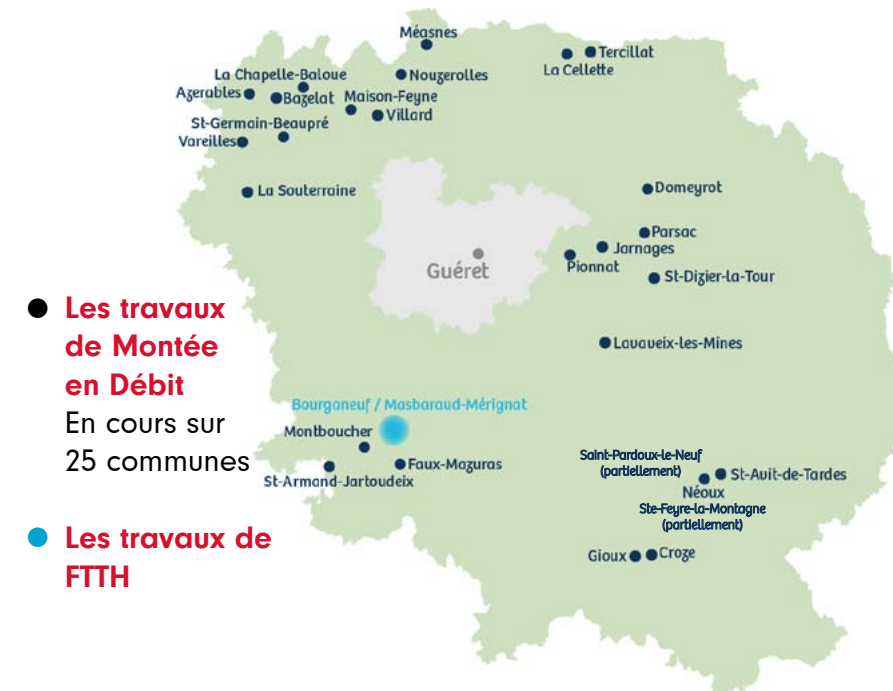 Méasnes
Tercillat
La Cellette
La Chapelle-Baloue
Nouzerolles
Azerables
Bazelat
Maison-Feyne
Villard
St-Germain-Beaupré
Vareilles
La Souterraine
Domeyrot
Parsac
Jarnages
Pionnat
Guéret
St-Dizier-la-Tour
Lavaveix-les-Mines
Les travaux
de Montée
en Débit
En cours sur
25 communes
Les travaux de
FTTH
Bourganeuf / Masbaraud-Mérignat
Montboucher
St-Armand-Jartoudeix
Faux-Mazuras
Saint-Pardoux-le-Neuf
(partiellement)
St-Avit-de-Tardes
Néoux
Ste-Feyre-la-Montagne
(partiellement)
Gioux
Croze